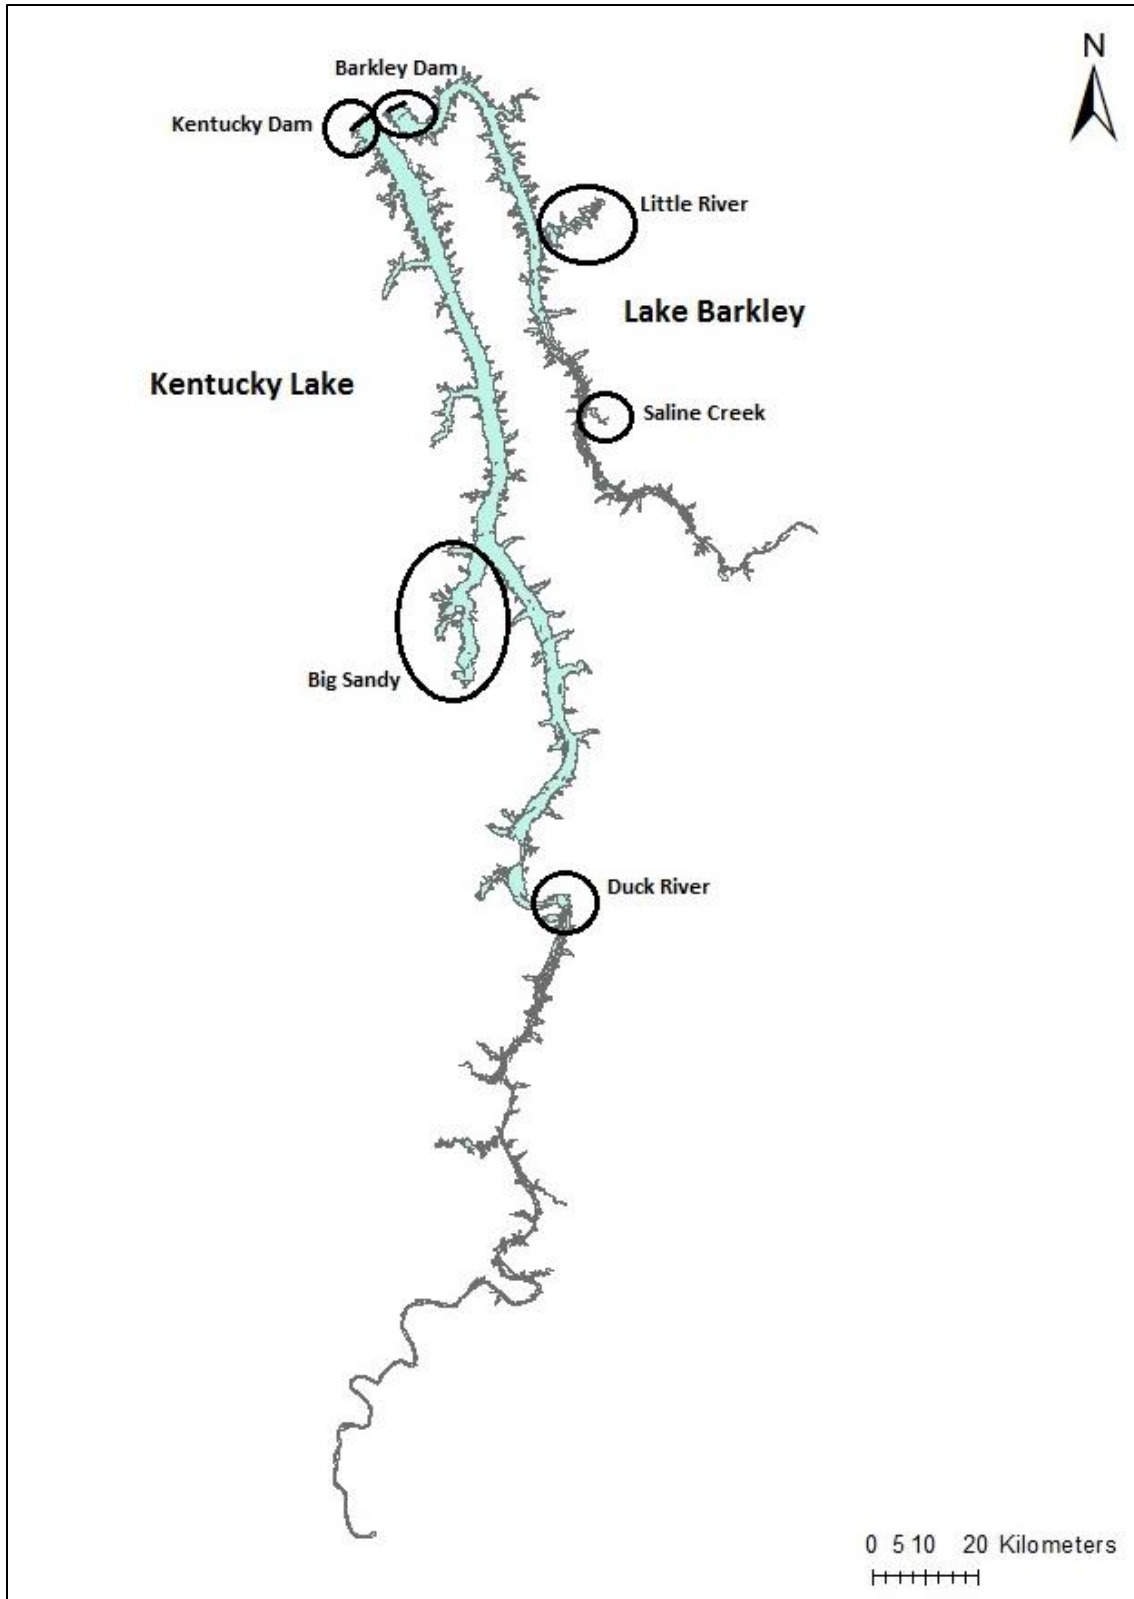 N
Barkley Dam
Kentucky Dam
Little River
Lake Barkley
Kentucky Lake
Saline Creek
Big Sandy
Duck River
0 5 10 20 Kilometers